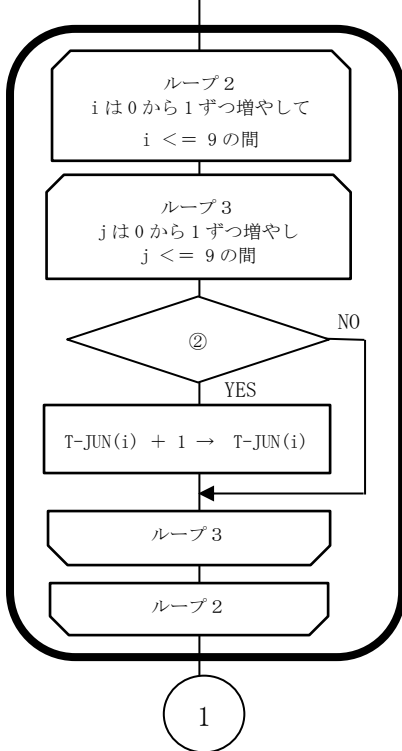 ループ２
iは0から1ずつ増やして
i <= 9の間
ループ３
jは0から1ずつ増やし
j <= 9の間
②
NO
YES
T-JUN(i) + 1 → T-JUN(i)
ループ３
ループ２
1